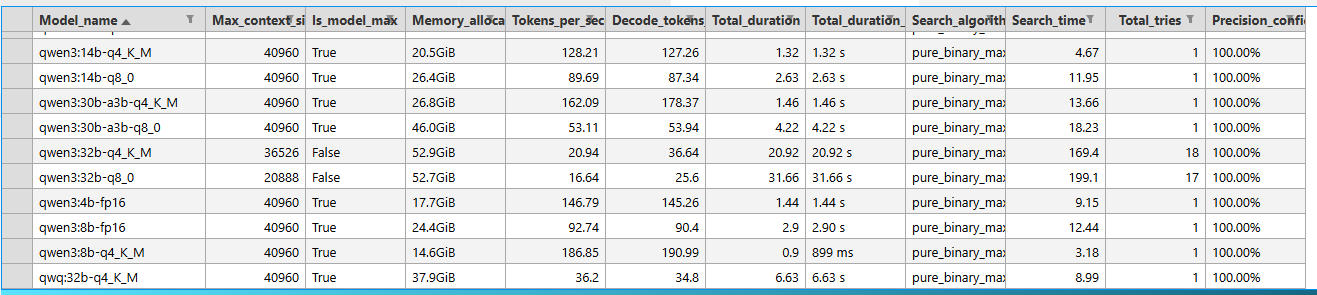 Model_name Max_context_si Is_model_max Memory_alloca Tokens_per_sec Decode_tokens_ Total_duration Total_duration_ Search_algorith Search_time Total_tries Precision_confi
qwen3:14b-q4_K_M 40960 True 20.5GiB 128.21 127.26 1.32 1.32 s pure_binary_max 4.67 1 100.00%
qwen3:14b-q8_0 40960 True 26.4GiB 89.69 87.34 2.63 2.63 s pure_binary_max 11.95 1 100.00%
qwen3:30b-a3b-q4_K_M 40960 True 26.8GiB 162.09 178.37 1.46 1.46 s pure_binary_max 13.66 1 100.00%
qwen3:30b-a3b-q8_0 40960 True 46.0GiB 53.11 53.94 4.22 4.22 s pure_binary_max 18.23 1 100.00%
qwen3:32b-q4_K_M 36526 False 52.9GiB 20.94 36.64 20.92 20.92 s pure_binary_max 169.4 18 100.00%
qwen3:32b-q8_0 20888 False 52.7GiB 16.64 25.6 31.66 31.66 s pure_binary_max 199.1 17 100.00%
qwen3:4b-fp16 40960 True 17.7GiB 146.79 145.26 1.44 1.44 s pure_binary_max 9.15 1 100.00%
qwen3:8b-fp16 40960 True 24.4GiB 92.74 90.4 2.9 2.90 s pure_binary_max 12.44 1 100.00%
qwen3:8b-q4_K_M 40960 True 14.6GiB 186.85 190.99 0.9 899 ms pure_binary_max 3.18 1 100.00%
qwq:32b-q4_K_M 40960 True 37.9GiB 36.2 34.8 6.63 6.63 s pure_binary_max 8.99 1 100.00%